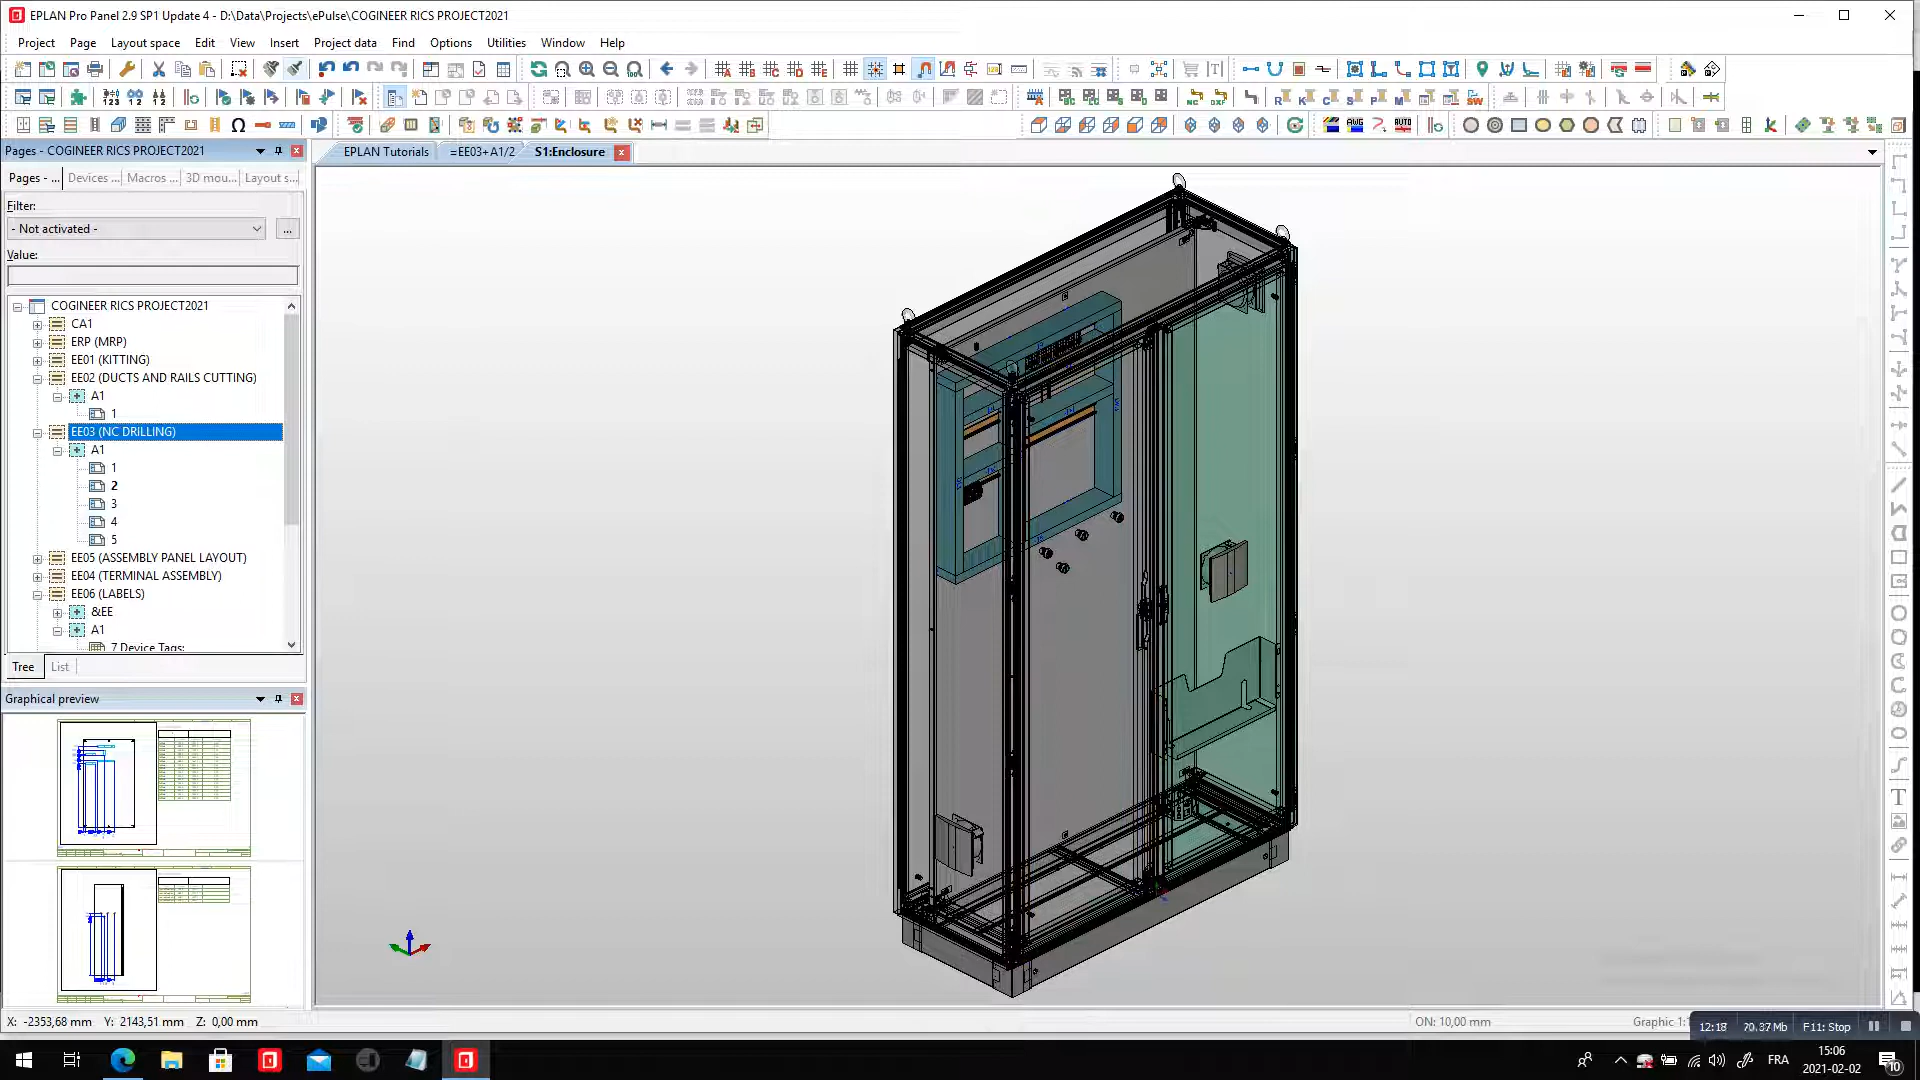 EPLAN Pro Panel 2.9 SP1 Update 4 - D:\Data\Projects\ePulse\COGINEER RICS PROJECT2021
Project Page Layout space Edit View Insert Project data Find Options Utilities Window Help
Pages - COGINEER RICS PROJECT2021
EPLAN Tutorials =EE03+A1/2 S1:Enclosure
Pages - ... Devices ... Macros ... 3D mou... Layout s...
Filter:
- Not activated -
...
Value:
COGINEER RICS PROJECT2021
CA1
ERP (MRP)
EE01 (KITTING)
EE02 (DUCTS AND RAILS CUTTING)
A1
1
EE03 (NC DRILLING)
A1
1
2
3
4
5
EE05 (ASSEMBLY PANEL LAYOUT)
EE04 (TERMINAL ASSEMBLY)
EE06 (LABELS)
&EE
A1
7 Device Tags:
Tree List
Graphical preview
X: -2353,68 mm Y: 2143,51 mm Z: 0,00 mm
ON: 10,00 mm
Graphic 1:1
12:18 70.37 Mb F11: Stop
FRA
15:06
2021-02-02
10